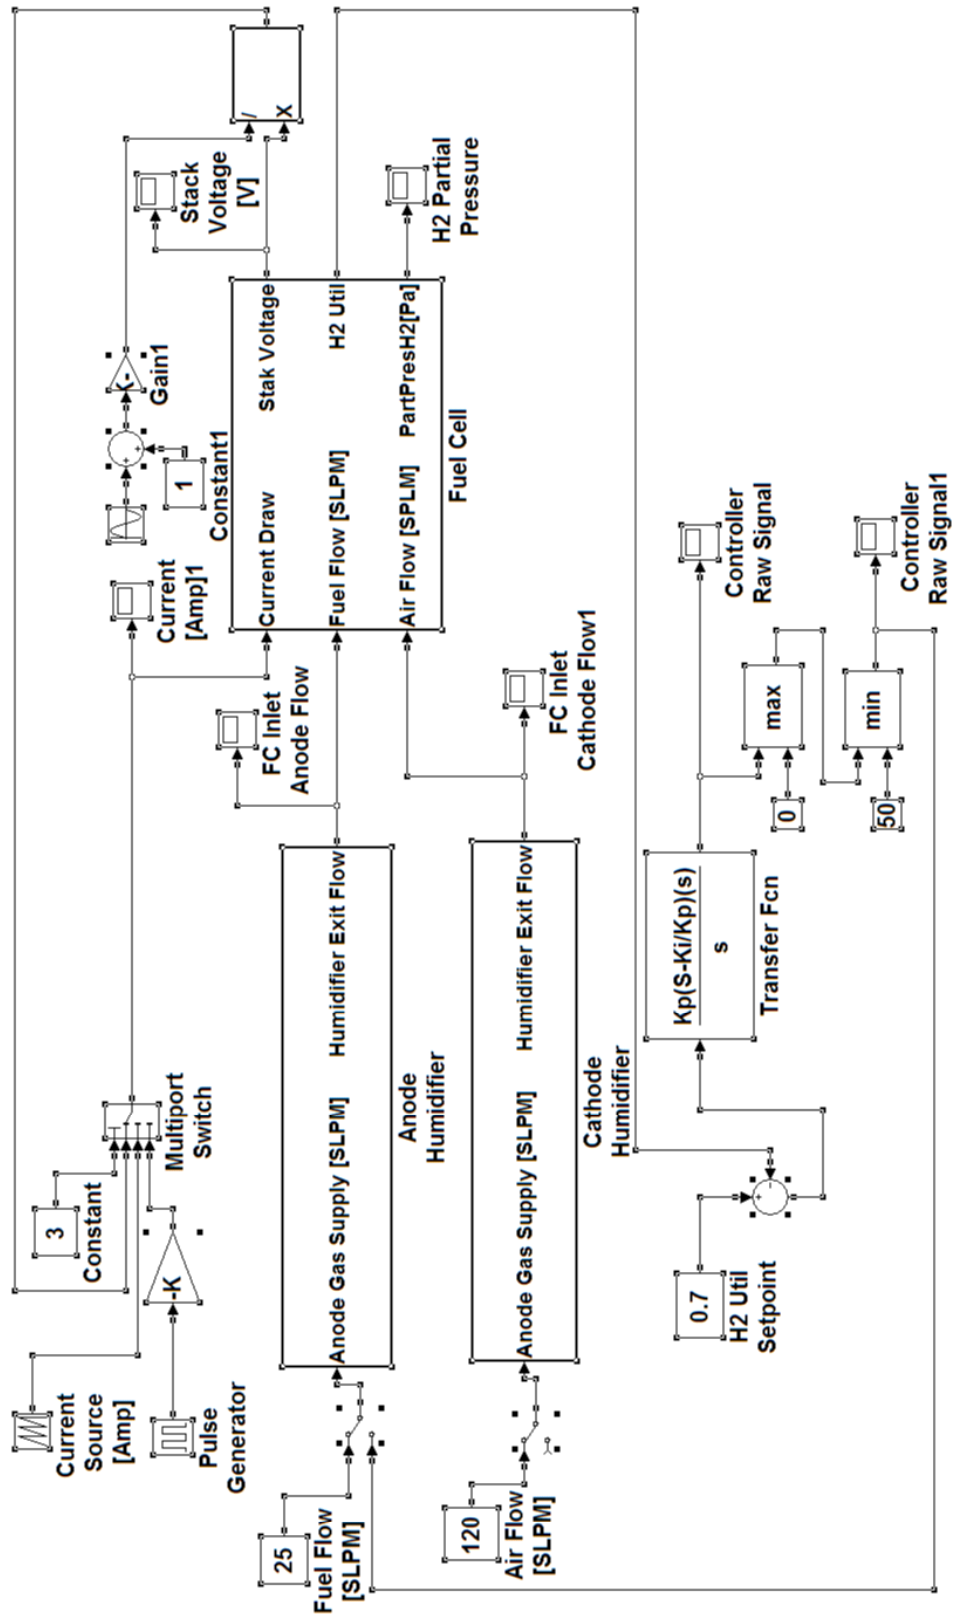 Current
Source
[Amp]
Pulse
Generator
-K
3
Constant
Multiport
Switch
Current
[Amp]1
1
Constant1
K-
Gain1
Stack
Voltage
[V]
/
X
25
Fuel Flow
[SLPM]
Anode Gas Supply [SLPM]
Humidifier Exit Flow
Anode
Humidifier
FC Inlet
Anode Flow
Current Draw
Stak Voltage
Fuel Flow [SLPM]
H2 Util
Air Flow [SPLM]
PartPresH2[Pa]
Fuel Cell
H2 Partial
Pressure
120
Air Flow
[SLPM]
Anode Gas Supply [SLPM]
Humidifier Exit Flow
Cathode
Humidifier
FC Inlet
Cathode Flow1
0.7
H2 Util
Setpoint
Kp(S-Ki/Kp)(s)
s
Transfer Fcn
Controller
Raw Signal
0
max
50
min
Controller
Raw Signal1